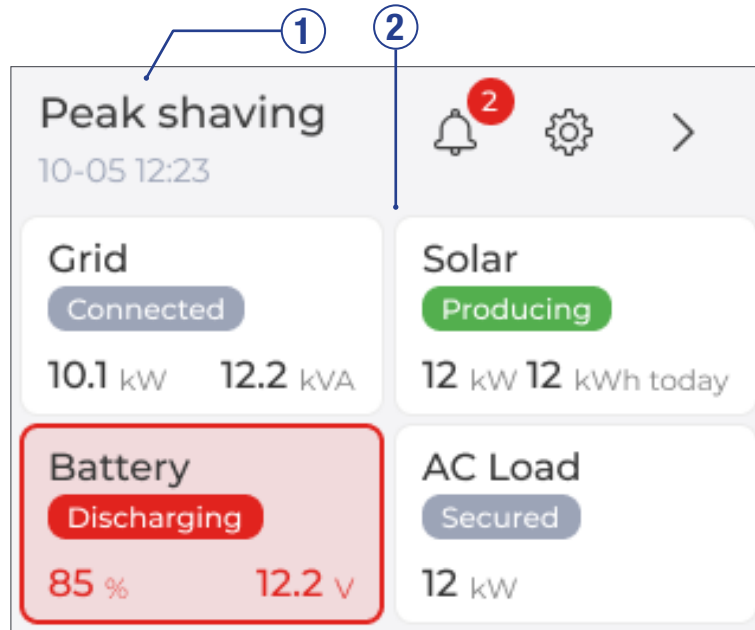 1 2
Peak shaving 2
10-05 12:23
Grid Solar
Connected Producing
10.1 kW 12.2 kVA 12 kW 12 kWh today
Battery AC Load
Discharging Secured
85 % 12.2 V 12 kW